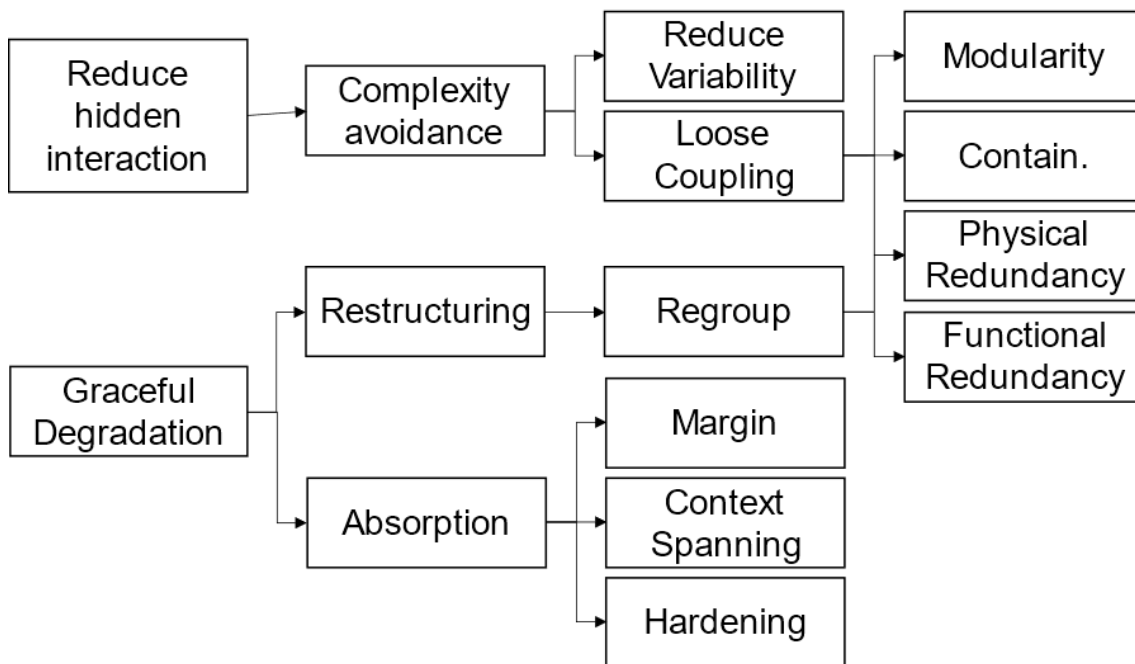 Reduce
hidden
interaction
Complexity
avoidance
Reduce
Variability
Loose
Coupling
Modularity
Contain.
Physical
Redundancy
Functional
Redundancy
Graceful
Degradation
Restructuring
Regroup
Absorption
Margin
Context
Spanning
Hardening